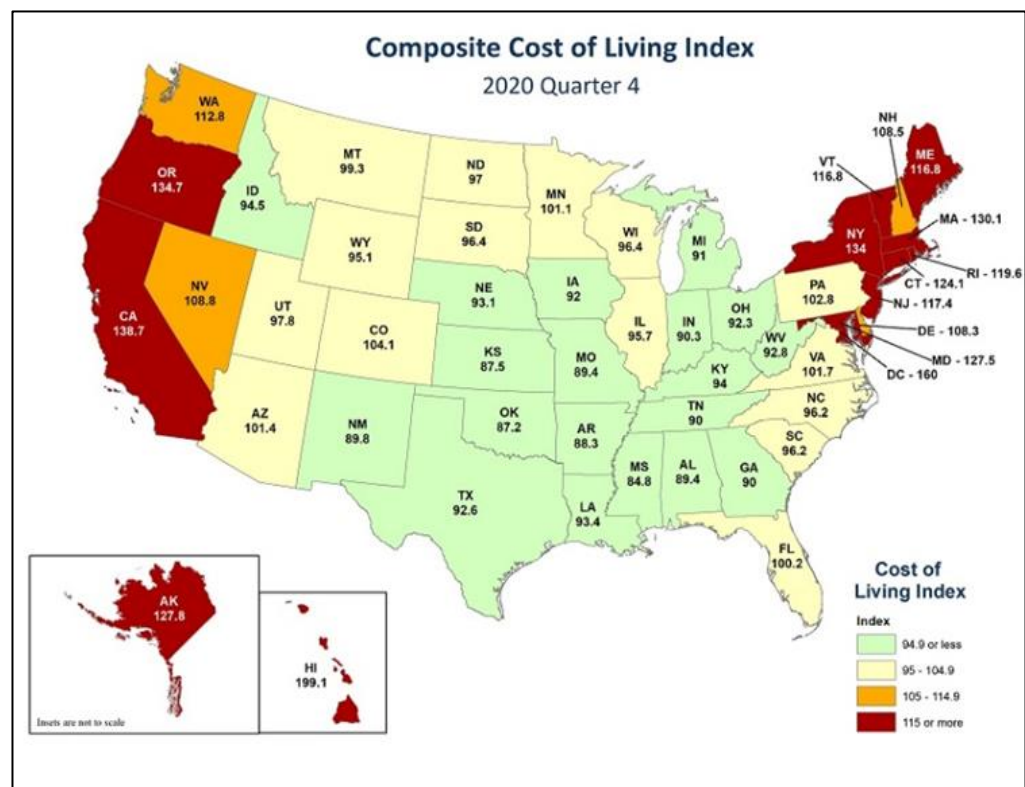 Composite Cost of Living Index
2020 Quarter 4
WA
112.8
OR
134.7
CA
138.7
NV
108.8
ID
94.5
MT
99.3
WY
95.1
UT
97.8
CO
104.1
AZ
101.4
NM
89.8
ND
97
SD
96.4
NE
93.1
KS
87.5
OK
87.2
TX
92.6
MN
101.1
IA
92
MO
89.4
AR
88.3
LA
93.4
WI
96.4
IL
95.7
MI
91
IN
90.3
OH
92.3
KY
94
TN
90
MS
84.8
AL
89.4
GA
90
FL
100.2
SC
96.2
NC
96.2
VA
101.7
WV
92.8
PA
102.8
NY
134
VT
116.8
NH
108.5
ME
116.8
MA - 130.1
RI - 119.6
CT - 124.1
NJ - 117.4
DE - 108.3
MD - 127.5
DC - 160
AK
127.8
Insets are not to scale
HI
199.1
Cost of
Living Index
Index
94.9 or less
95 - 104.9
105 - 114.9
115 or more